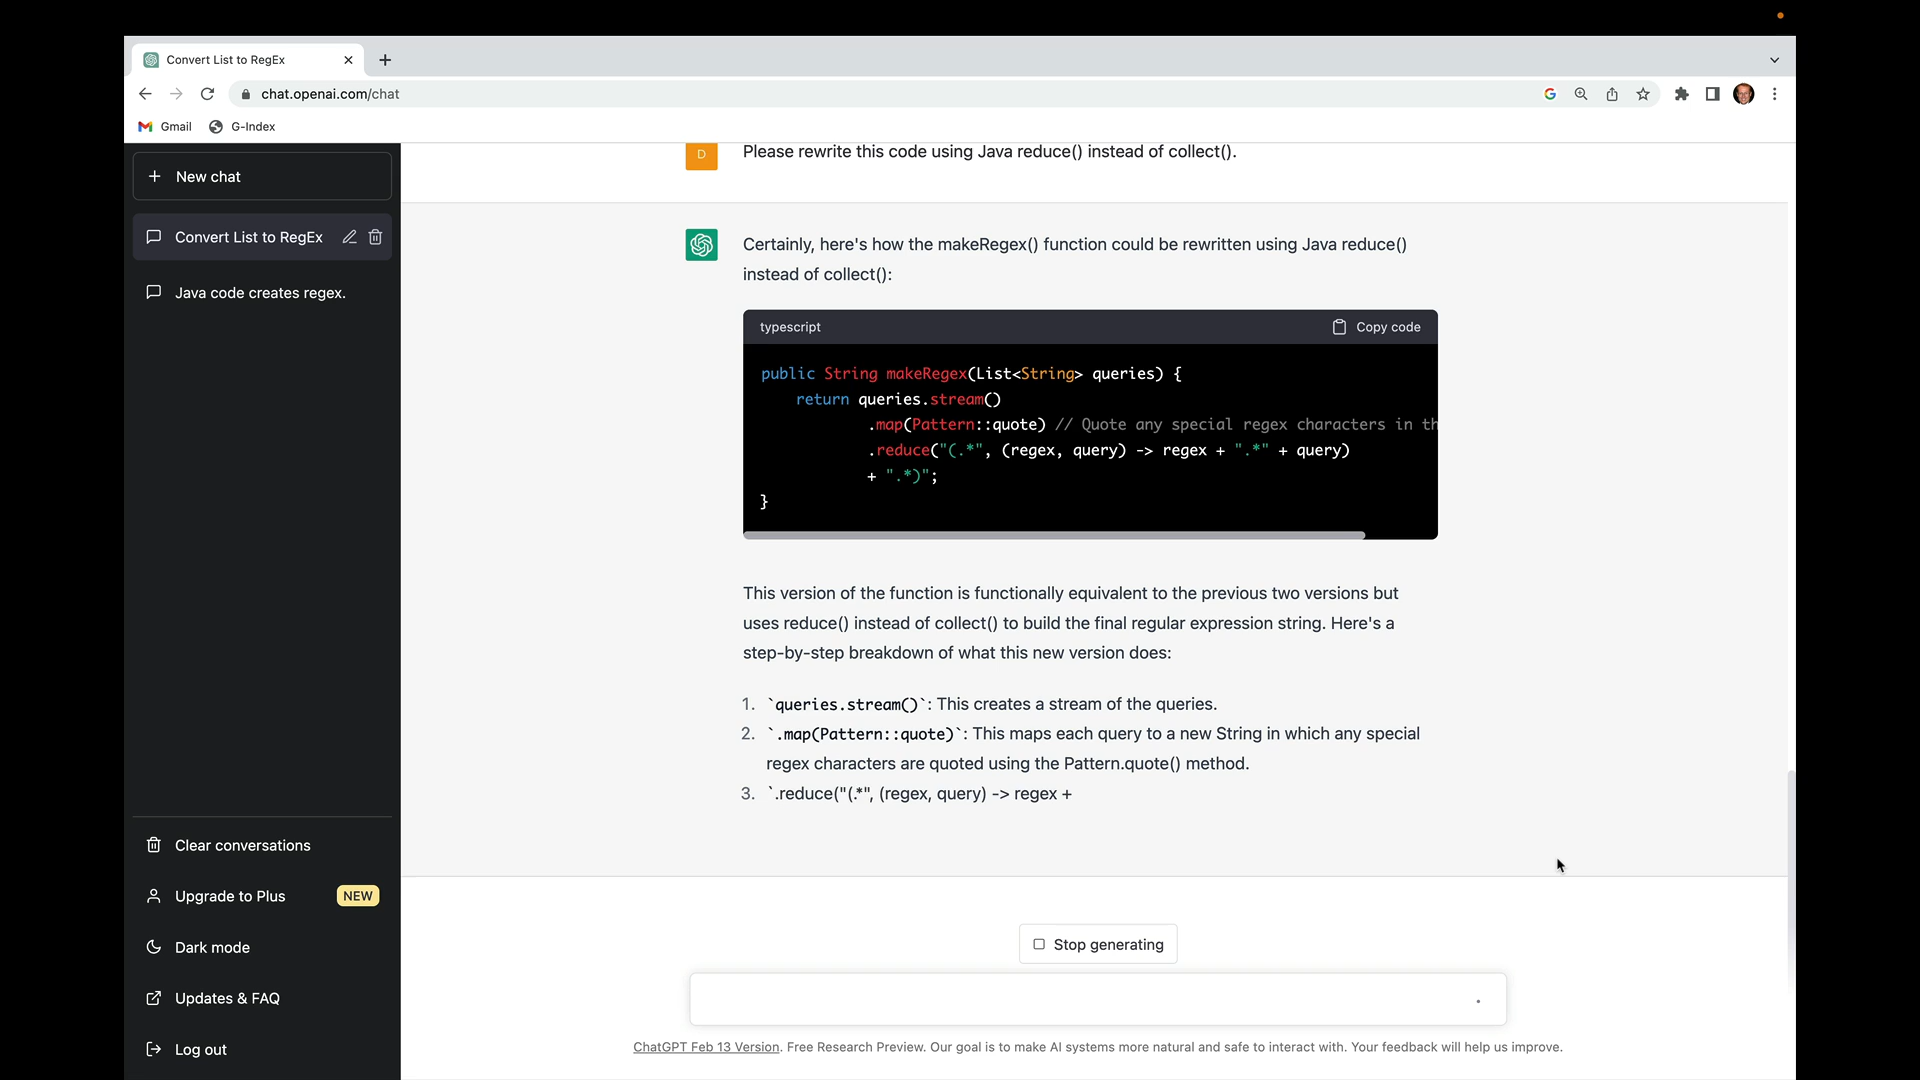 Convert List to RegEx
chat.openai.com/chat
Gmail
G-Index
New chat
Convert List to RegEx
Java code creates regex.
Clear conversations
Upgrade to Plus NEW
Dark mode
Updates & FAQ
Log out
D
Please rewrite this code using Java reduce() instead of collect().
Certainly, here's how the makeRegex() function could be rewritten using Java reduce()
instead of collect():
typescript Copy code
public String makeRegex(List<String> queries) {
    return queries.stream()
            .map(Pattern::quote) // Quote any special regex characters in th
            .reduce("(.*", (regex, query) -> regex + ".*" + query)
            + ".*)";
}
This version of the function is functionally equivalent to the previous two versions but
uses reduce() instead of collect() to build the final regular expression string. Here's a
step-by-step breakdown of what this new version does:
1. `queries.stream()`: This creates a stream of the queries.
2. `.map(Pattern::quote)`: This maps each query to a new String in which any special
regex characters are quoted using the Pattern.quote() method.
3. `.reduce("(.*", (regex, query) -> regex +
Stop generating
ChatGPT Feb 13 Version. Free Research Preview. Our goal is to make AI systems more natural and safe to interact with. Your feedback will help us improve.